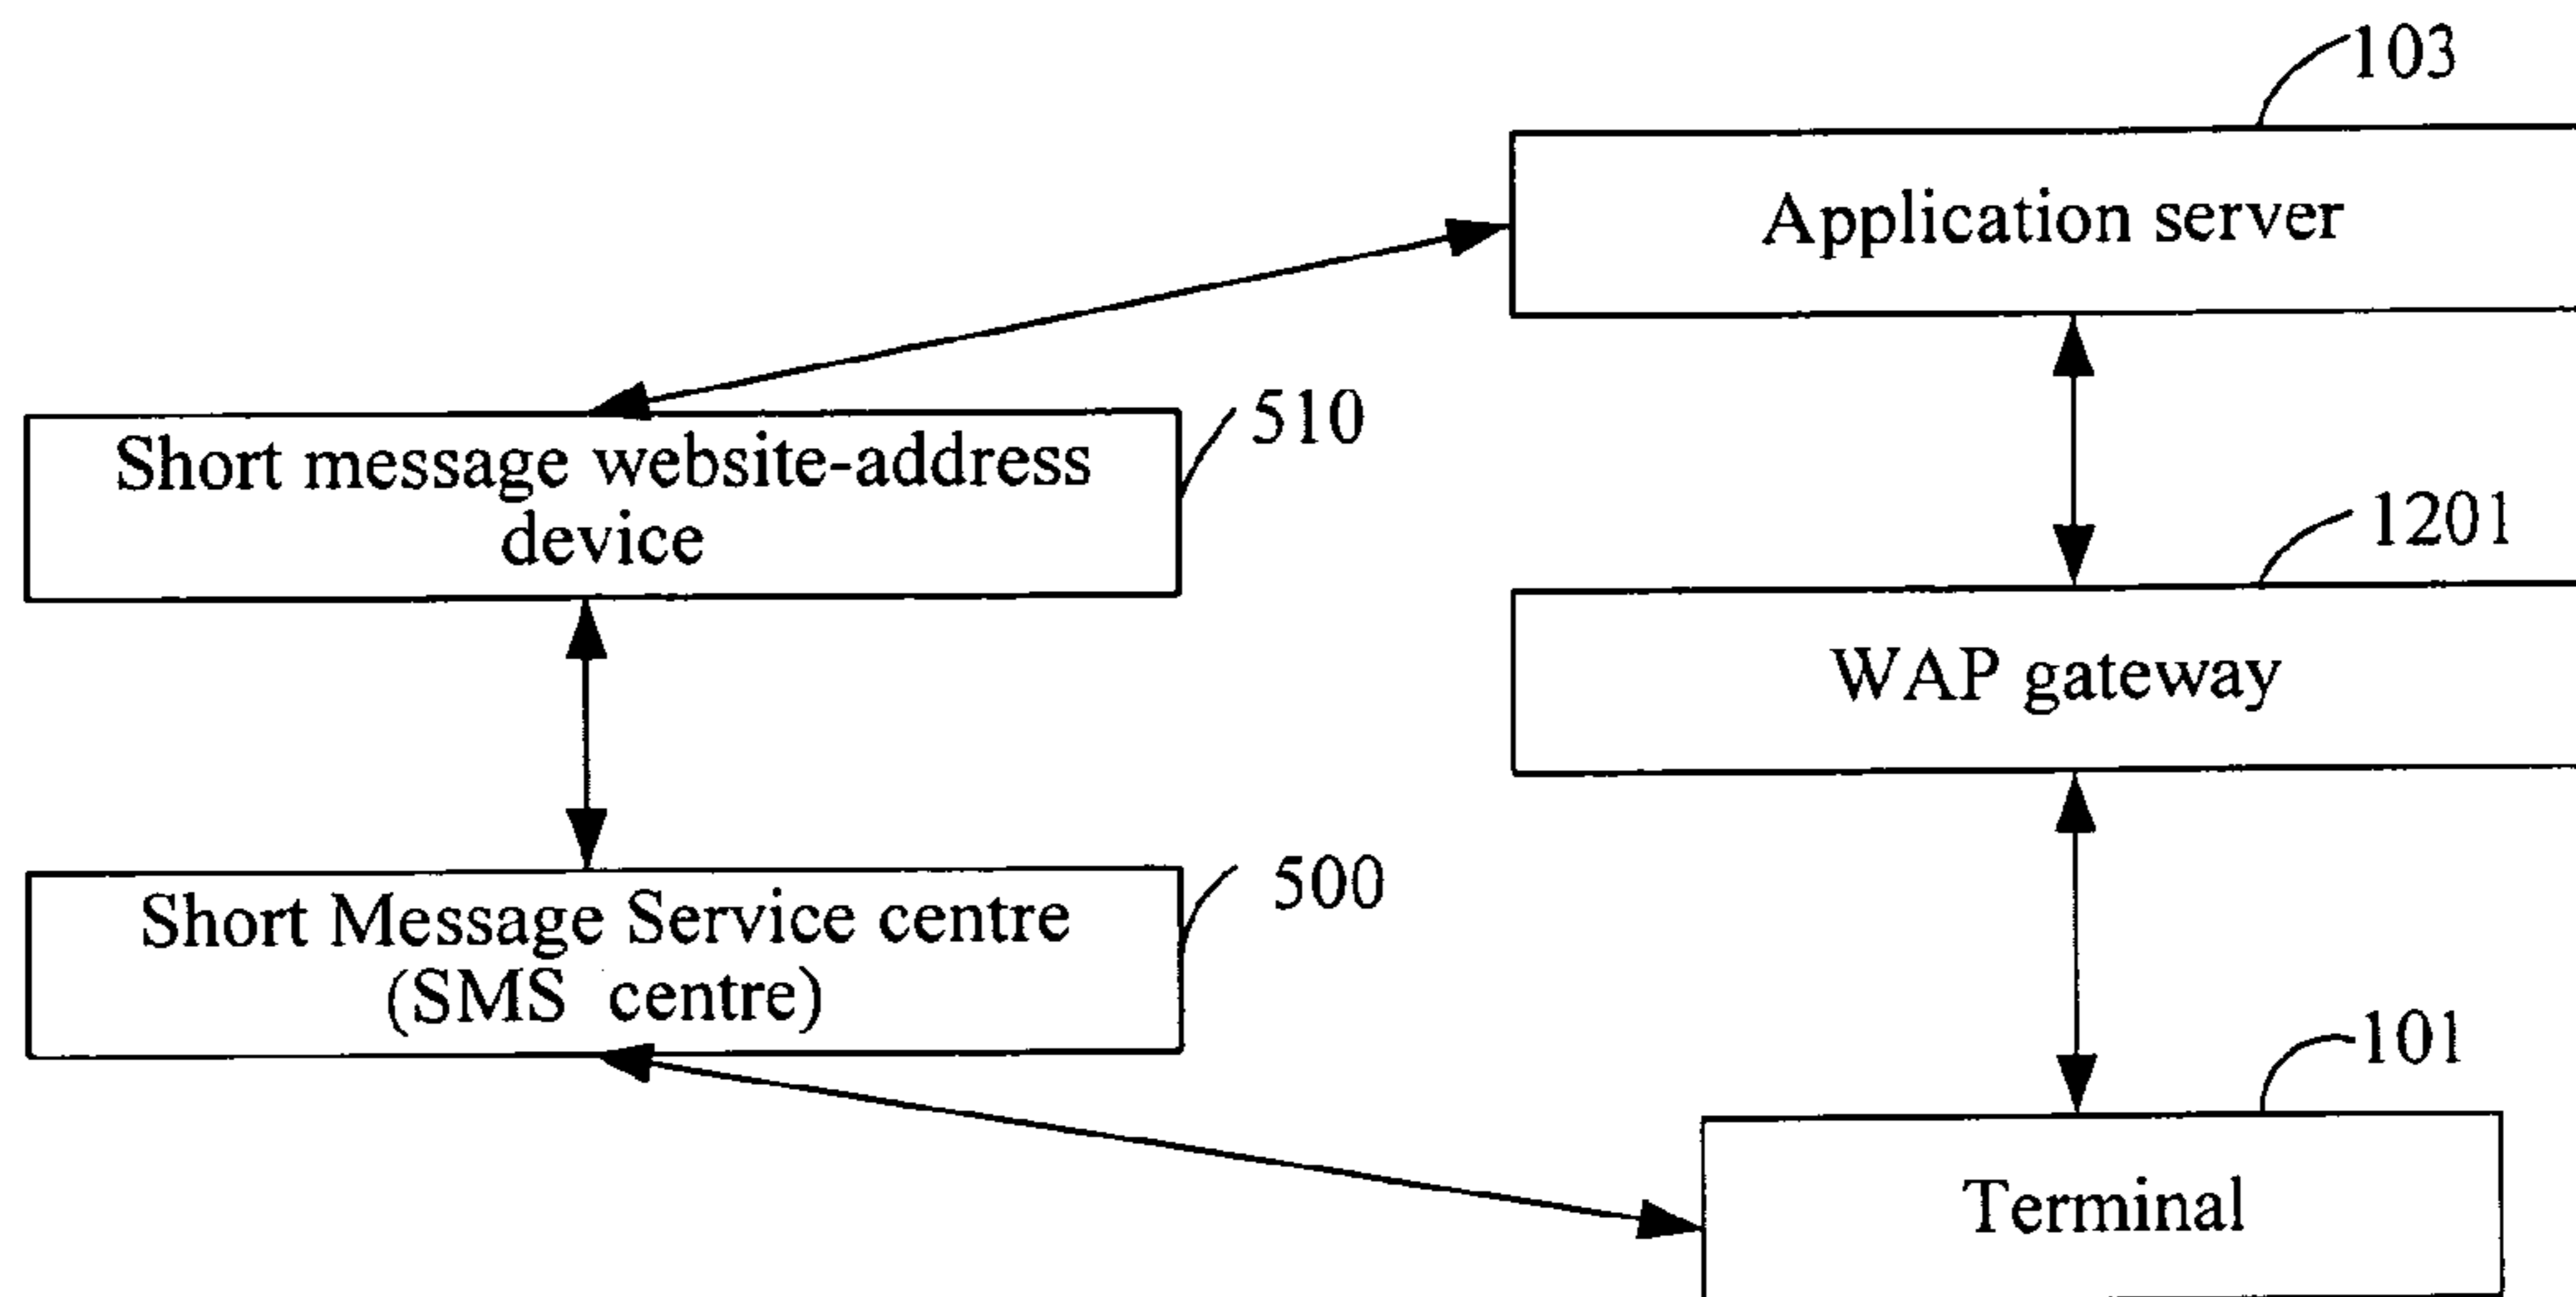 103
Application server
Short message website-address
device
510
1201
WAP gateway
Short Message Service centre
(SMS centre)
500
101
Terminal